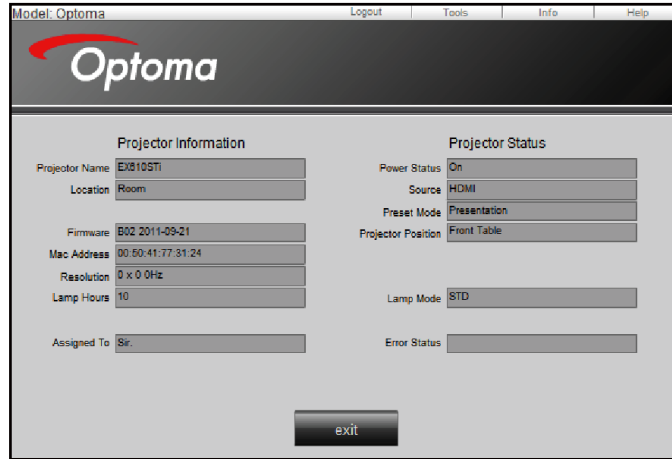 Model: Optoma Logout Tools Info Help
Optoma
Projector Information
Projector Name EX610STi
Location Room
Firmware B02 2011-09-21
Mac Address 00:50:41:77:31:24
Resolution 0 x 0 0Hz
Lamp Hours 10
Assigned To Sir.
Projector Status
Power Status On
Source HDMI
Preset Mode Presentation
Projector Position Front Table
Lamp Mode STD
Error Status
exit